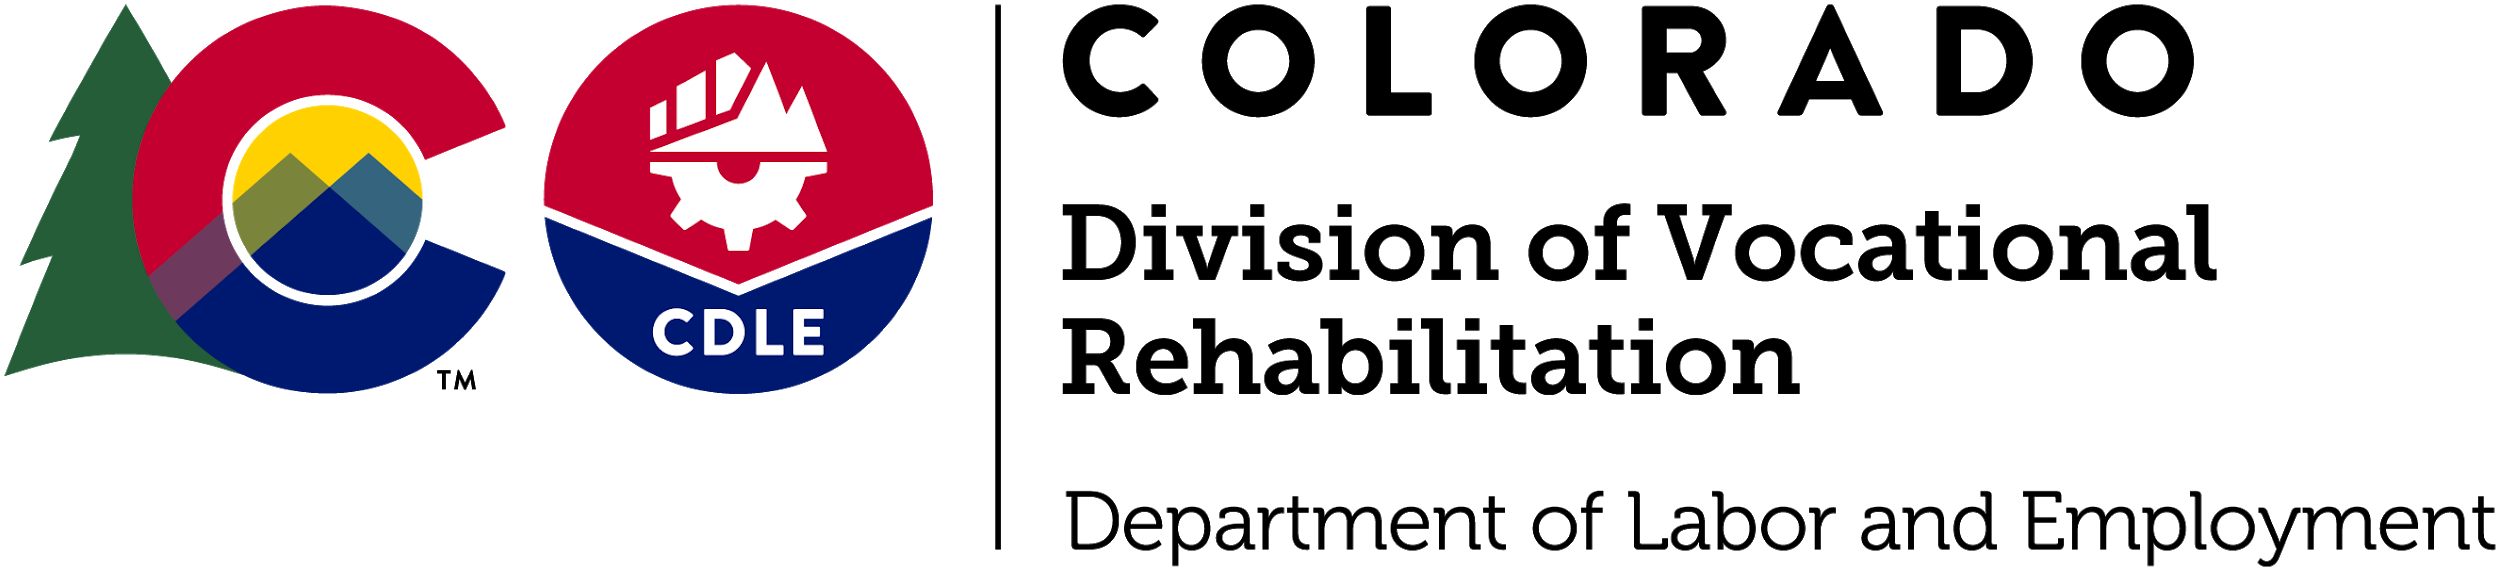 CDLE
TM
COLORADO
Division of Vocational
Rehabilitation
Department of Labor and Employment